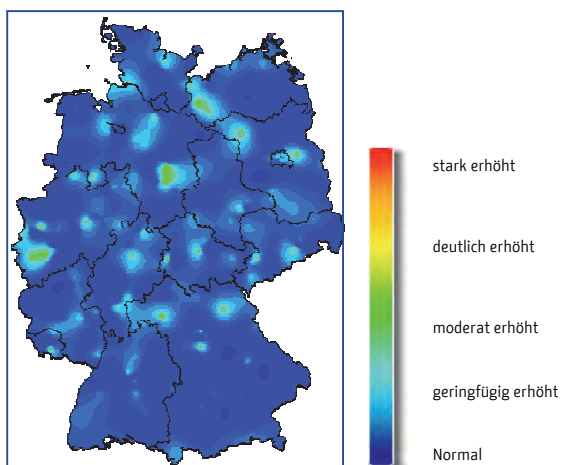 stark erhöht
deutlich erhöht
moderat erhöht
geringfügig erhöht
Normal